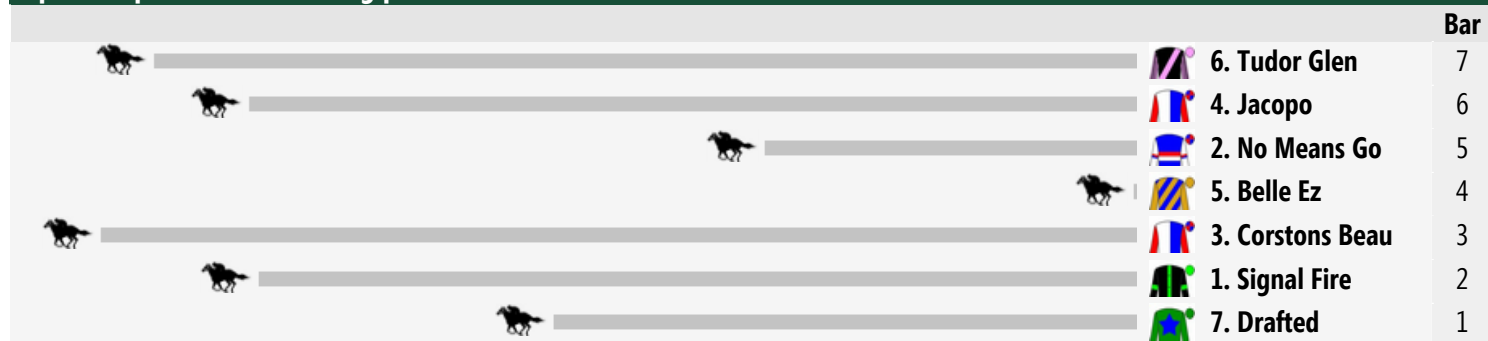 Bar
6. Tudor Glen 7
4. Jacopo 6
2. No Means Go 5
5. Belle Ez 4
3. Corstons Beau 3
1. Signal Fire 2
7. Drafted 1